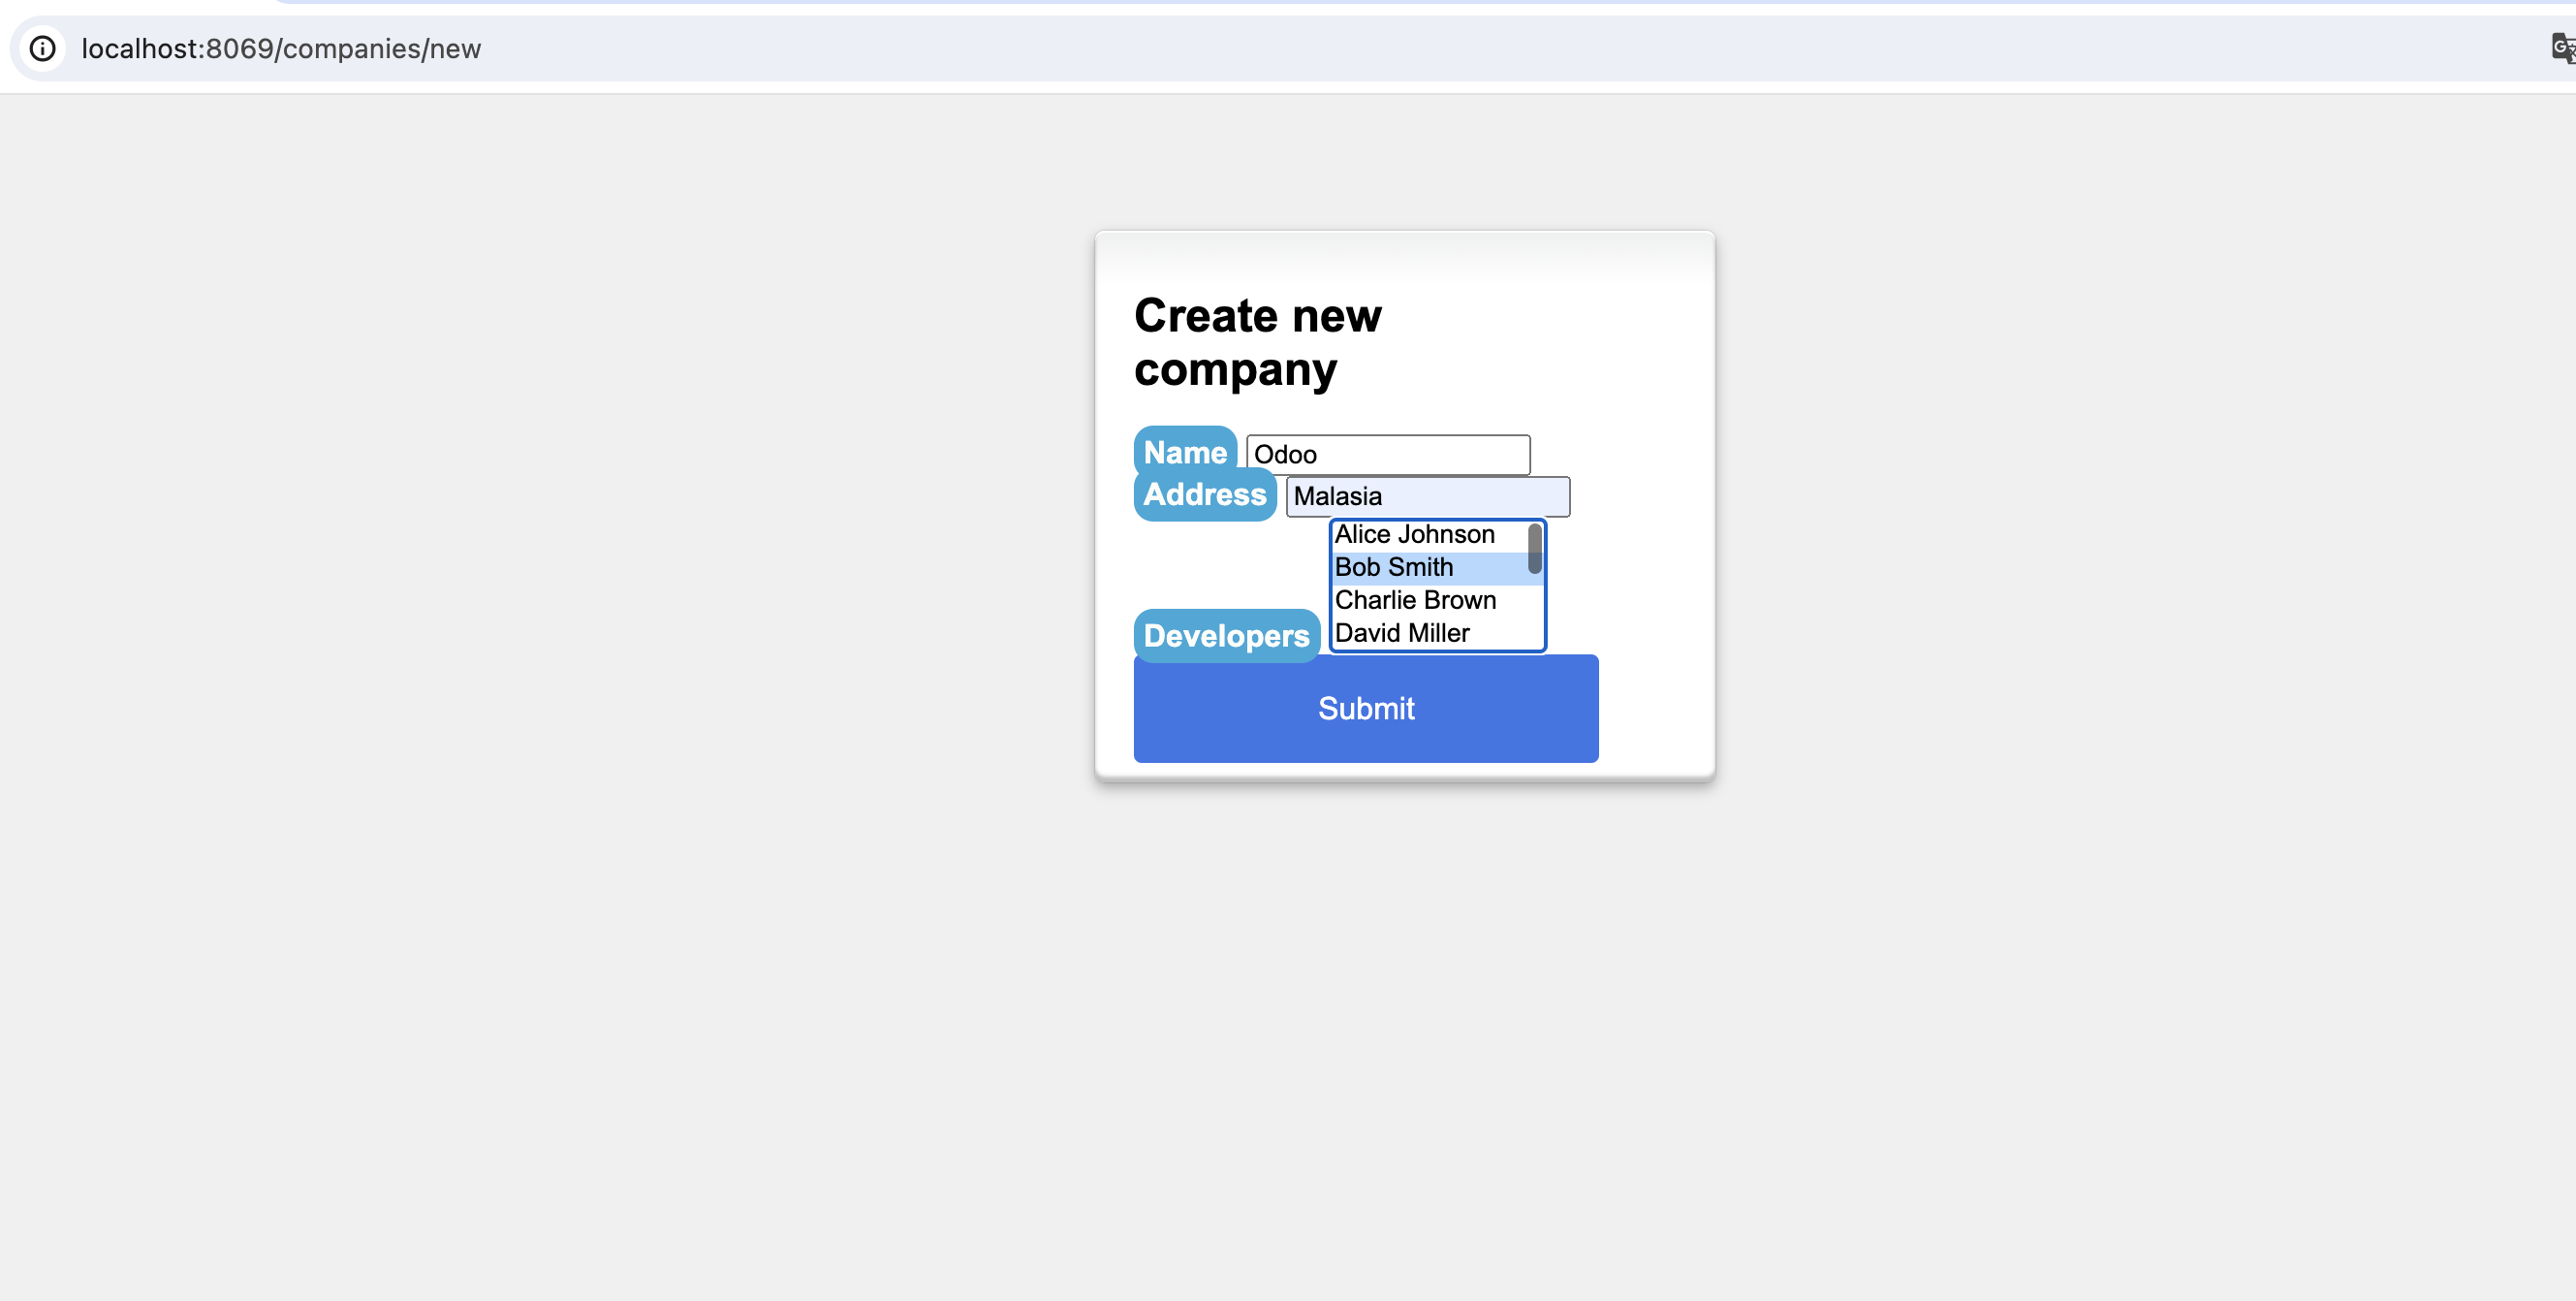 localhost:8069/companies/new
Create new
company
Name Odoo
Address Malasia
Alice Johnson
Bob Smith
Charlie Brown
Developers David Miller
Submit